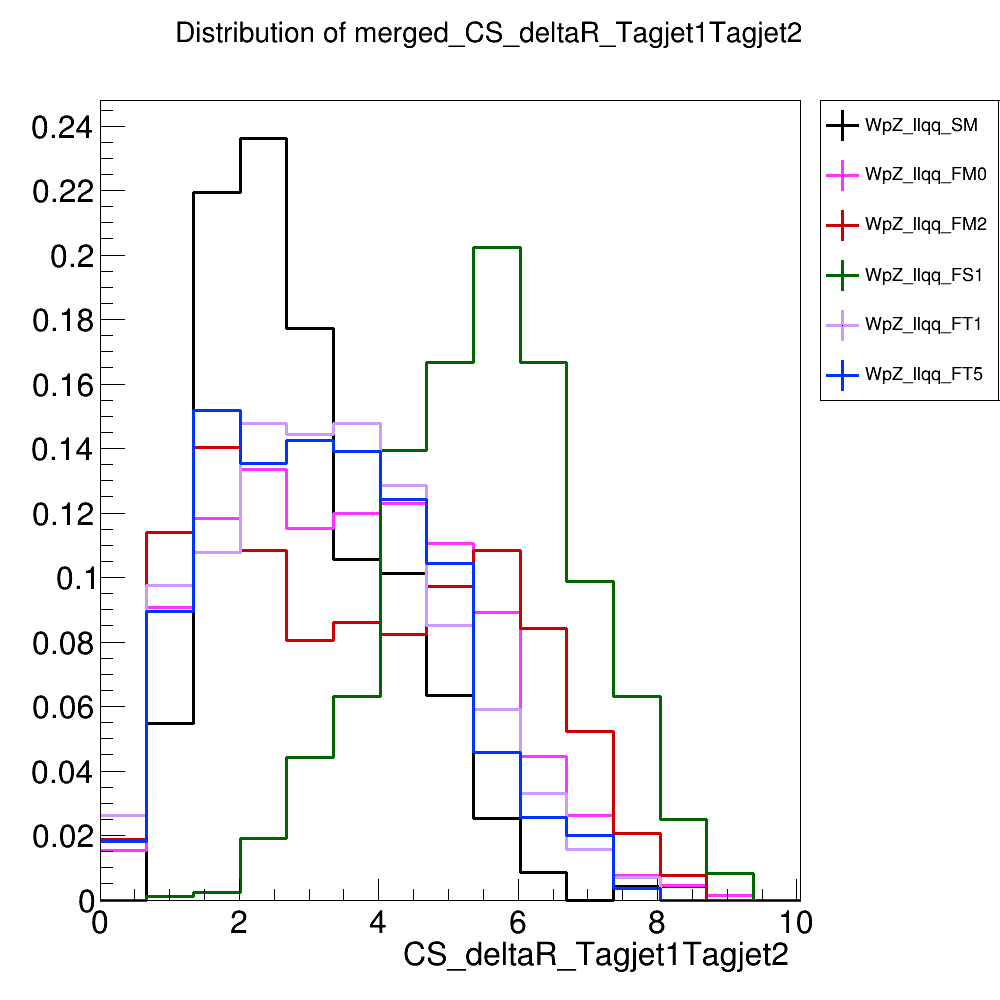 Distribution of merged_CS_deltaR_Tagjet1Tagjet2
0.24
0.22
0.2
0.18
0.16
0.14
0.12
0.1
0.08
0.06
0.04
0.02
0
0 2 4 6 8 10
CS_deltaR_Tagjet1Tagjet2
WpZ_llqq_SM
WpZ_llqq_FM0
WpZ_llqq_FM2
WpZ_llqq_FS1
WpZ_llqq_FT1
WpZ_llqq_FT5